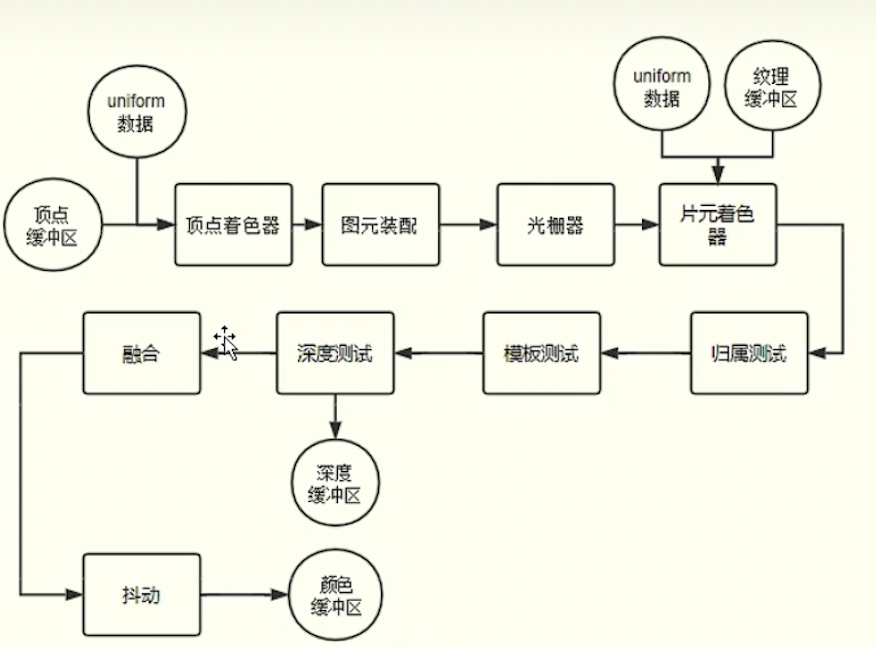 uniform
数据
uniform
数据
纹理
缓冲区
顶点
缓冲区
顶点着色器
图元装配
光栅器
片元着色
器
融合
深度测试
模板测试
归属测试
深度
缓冲区
抖动
颜色
缓冲区